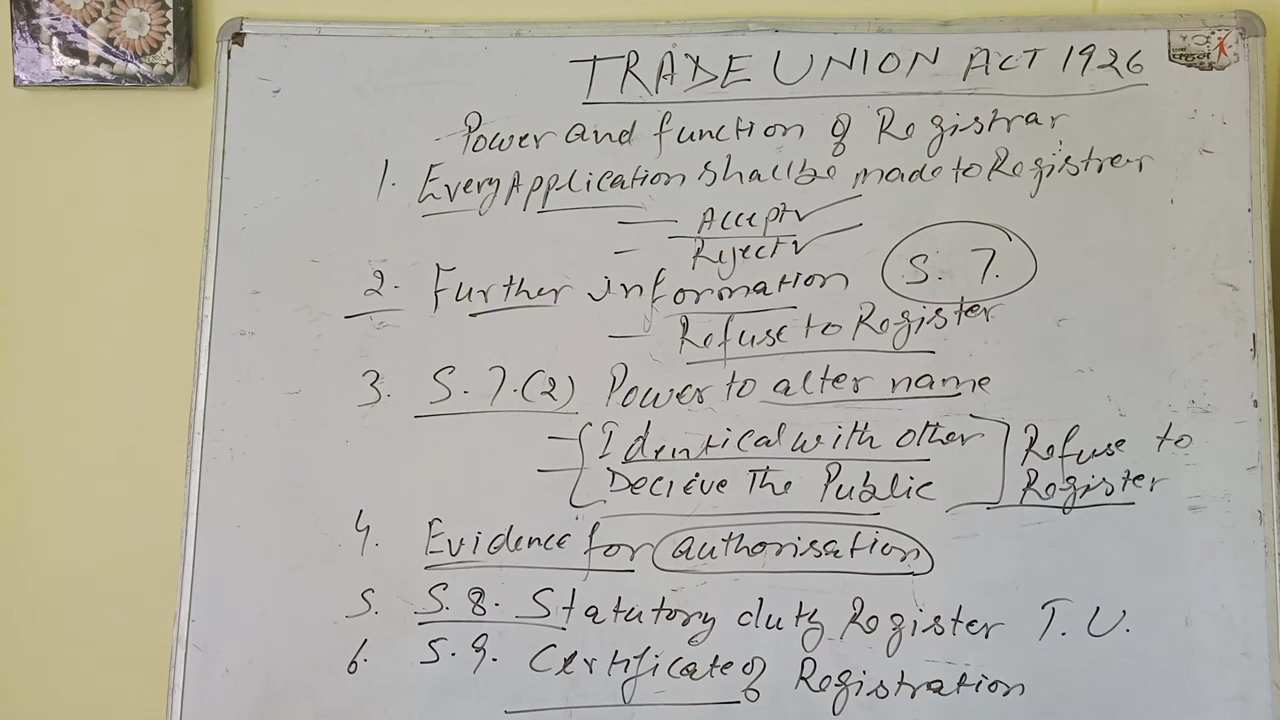 TRADE UNION ACT 1926
Power and function of Registrar
1. Every Application shall be made to Registrer
— Accept ✓
— Reject ✓
2. Further information S. 7.
— Refuse to Register
3. S. 7.(2) Power to alter name
Identical with other
Decieve The Public
Refuse to
Register
4. Evidence for authorisation
5. S. 8. Statutory duty Register T.U.
6. S. 9. Certificate of Registration